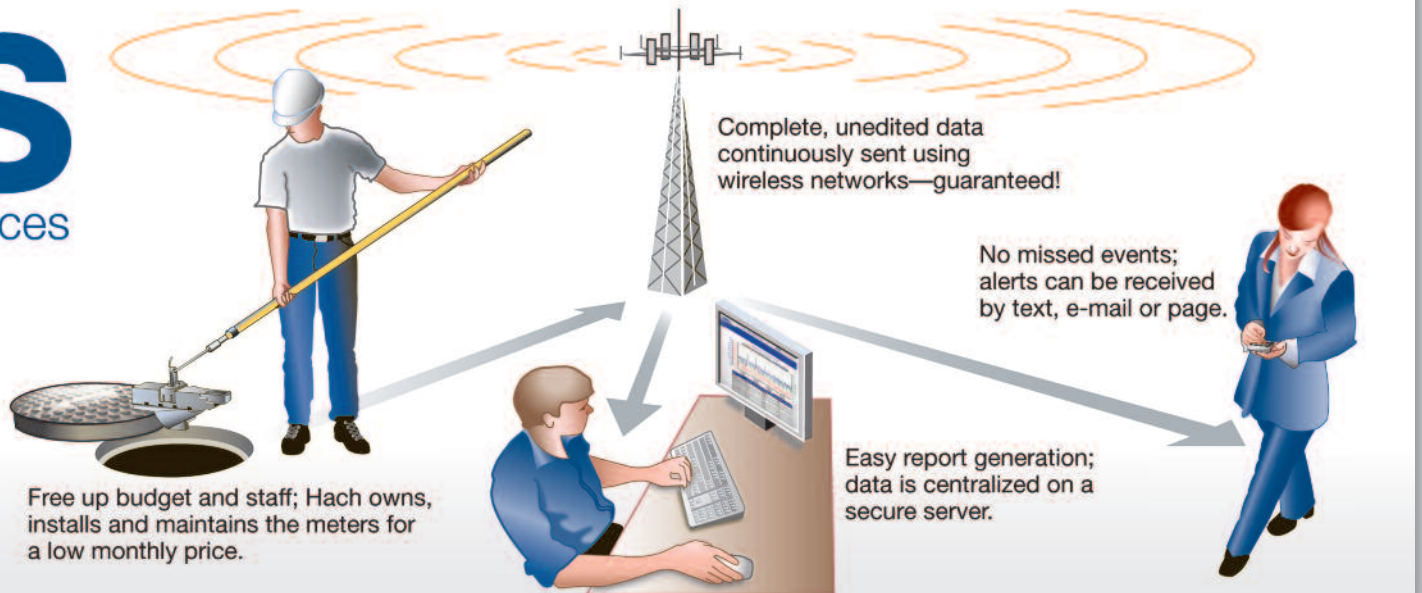 s
ces
Complete, unedited data
continuously sent using
wireless networks—guaranteed!
No missed events;
alerts can be received
by text, e-mail or page.
Easy report generation;
data is centralized on a
secure server.
Free up budget and staff; Hach owns,
installs and maintains the meters for
a low monthly price.